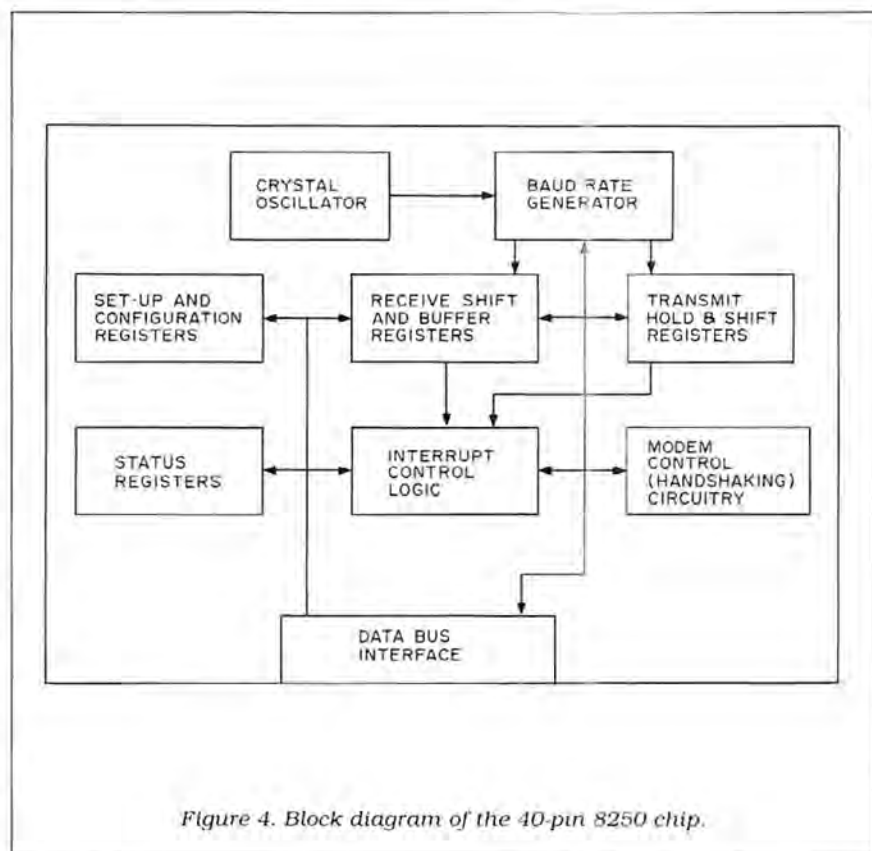 CRYSTAL
OSCILLATOR
BAUD RATE
GENERATOR
SET-UP AND
CONFIGURATION
REGISTERS
RECEIVE SHIFT
AND BUFFER
REGISTERS
TRANSMIT
HOLD & SHIFT
REGISTERS
STATUS
REGISTERS
INTERRUPT
CONTROL
LOGIC
MODEM
CONTROL
(HANDSHAKING)
CIRCUITRY
DATA BUS
INTERFACE
Figure 4. Block diagram of the 40-pin 8250 chip.